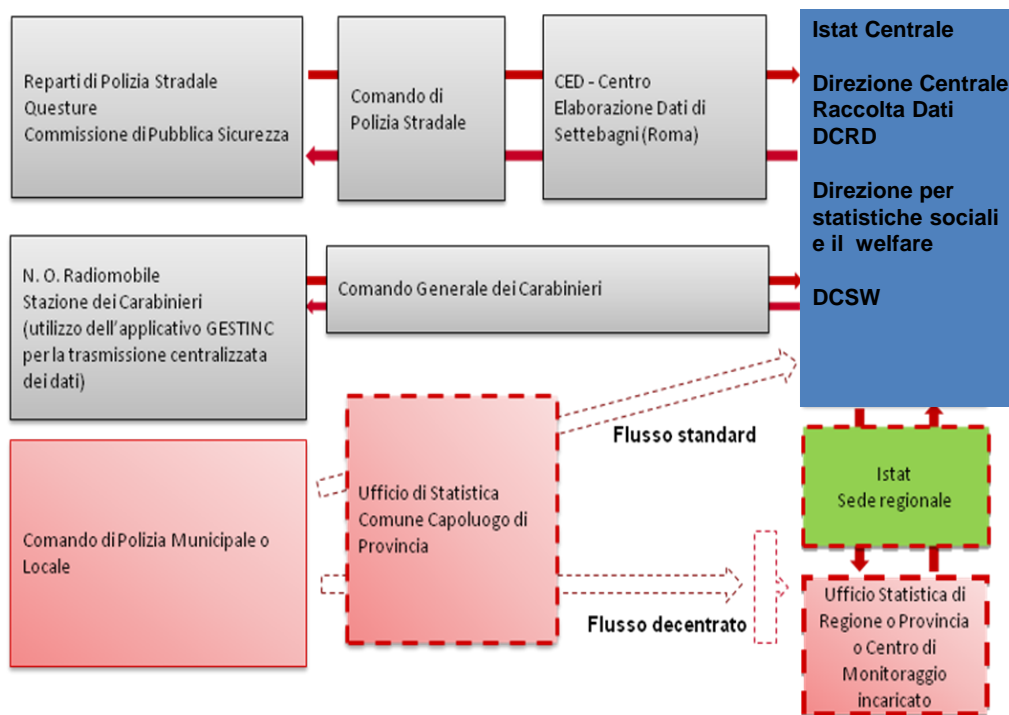 Reparti di Polizia Stradale
Questure
Commissione di Pubblica Sicurezza
Comando di
Polizia Stradale
CED - Centro
Elaborazione Dati di
Settebagni (Roma)
Istat Centrale
Direzione Centrale
Raccolta Dati
DCRD
Direzione per
statistiche sociali
e il welfare
DCSW
N. O. Radiomobile
Stazione dei Carabinieri
(utilizzo dell'applicativo GESTINC
per la trasmissione centralizzata
dei dati)
Comando Generale dei Carabinieri
Comando di Polizia Municipale o
Locale
Ufficio di Statistica
Comune Capoluogo di
Provincia
Flusso standard
Flusso decentrato
Istat
Sede regionale
Ufficio Statistica di
Regione o Provincia
o Centro di
Monitoraggio
incaricato